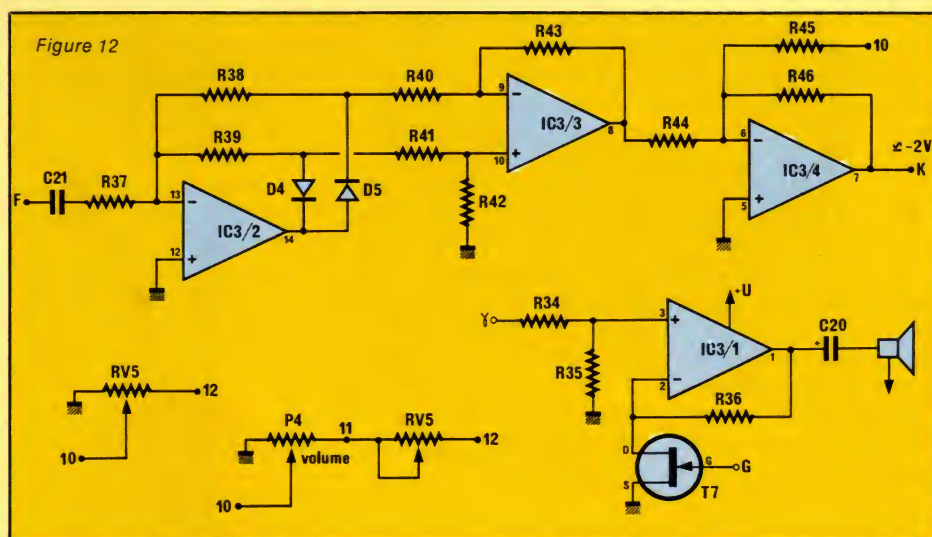 Figure 12
R43
R45
10
R38
R40
R46
9
−
IC3/3
8
R44
6
−
IC3/4
7
≃ -2V
K
R39
R41
10
+
5
+
F
C21
R37
13
−
D4
D5
R42
IC3/2
14
12
+
+U
R34
3
+
IC3/1
1
C20
+
R35
2
−
R36
RV5
12
10
P4
11
RV5
12
volume
10
D
G
G
S
T7